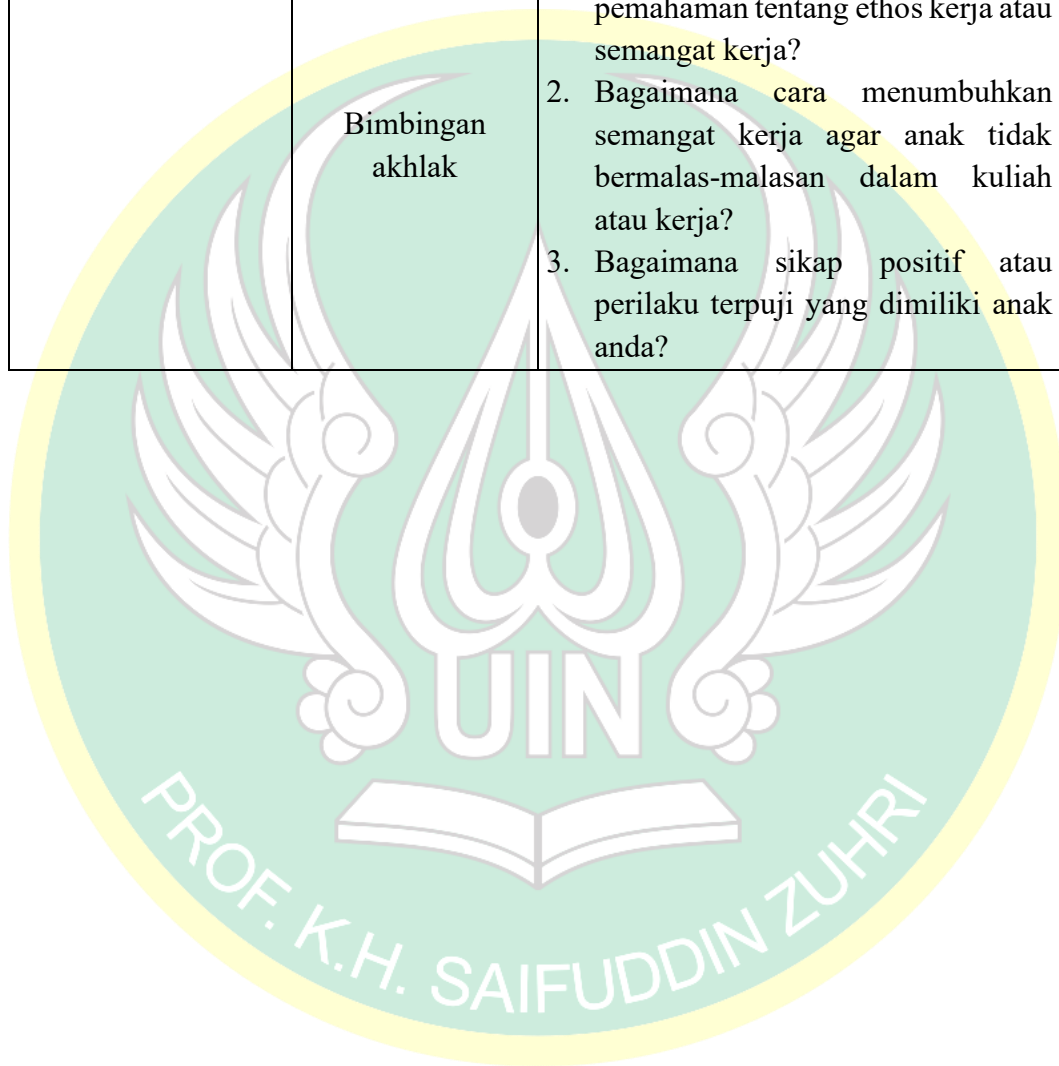 pemahaman tentang ethos kerja atau
semangat kerja?
Bimbingan
akhlak
2. Bagaimana cara menumbuhkan
semangat kerja agar anak tidak
bermalas-malasan dalam kuliah
atau kerja?
3. Bagaimana sikap positif atau
perilaku terpuji yang dimiliki anak
anda?
UIN
PROF. K.H. SAIFUDDIN ZUHRI